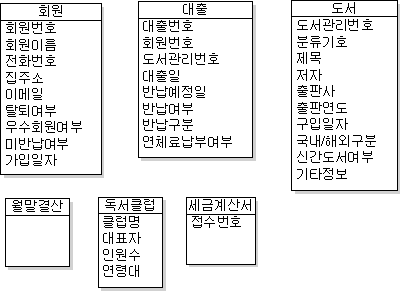 회원
회원번호
회원이름
전화번호
집주소
이메일
탈퇴여부
우수회원여부
미반납여부
가입일자
대출
대출번호
회원번호
도서관리번호
대출일
반납예정일
반납여부
반납구분
연체료납부여부
도서
도서관리번호
분류기호
제목
저자
출판사
출판연도
구입일자
국내/해외구분
신간도서여부
기타정보
월말결산
독서클럽
클럽명
대표자
인원수
연령대
세금계산서
접수번호